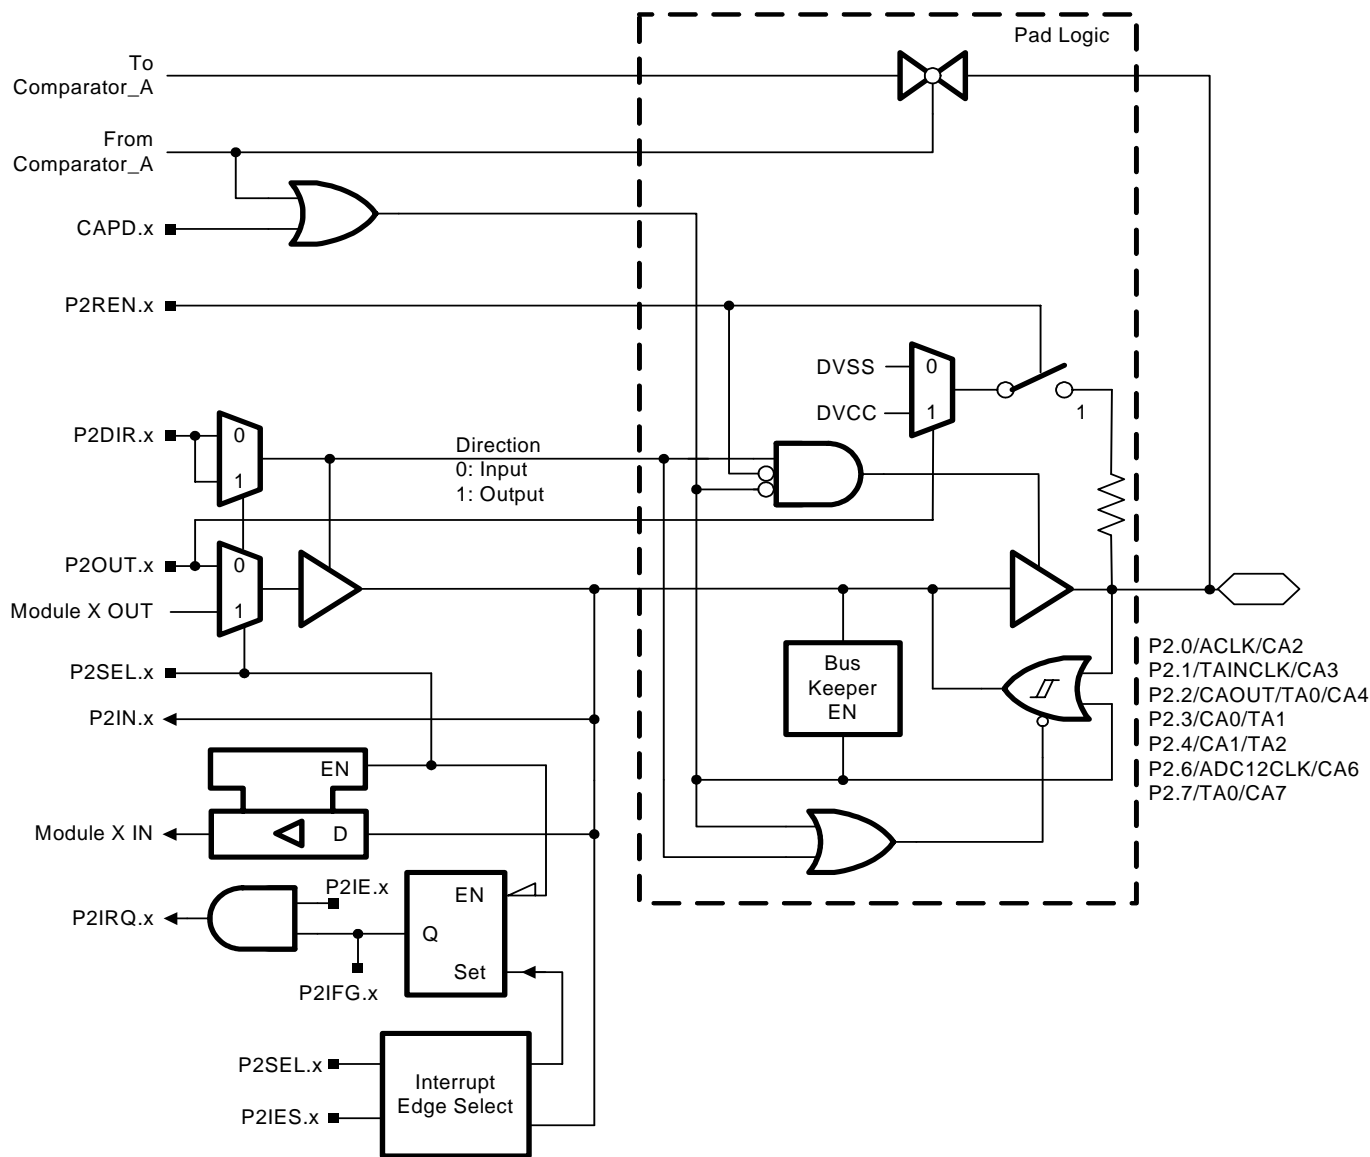 Pad Logic
To
Comparator_A
From
Comparator_A
CAPD.x
P2REN.x
DVSS
0
DVCC
1
1
P2DIR.x
0
1
Direction
0: Input
1: Output
P2OUT.x
0
Module X OUT
1
P2SEL.x
P2IN.x
Bus
Keeper
EN
P2.0/ACLK/CA2
P2.1/TAINCLK/CA3
P2.2/CAOUT/TA0/CA4
P2.3/CA0/TA1
P2.4/CA1/TA2
P2.6/ADC12CLK/CA6
P2.7/TA0/CA7
EN
Module X IN
D
P2IE.x
EN
P2IRQ.x
Q
Set
P2IFG.x
P2SEL.x
Interrupt
Edge Select
P2IES.x